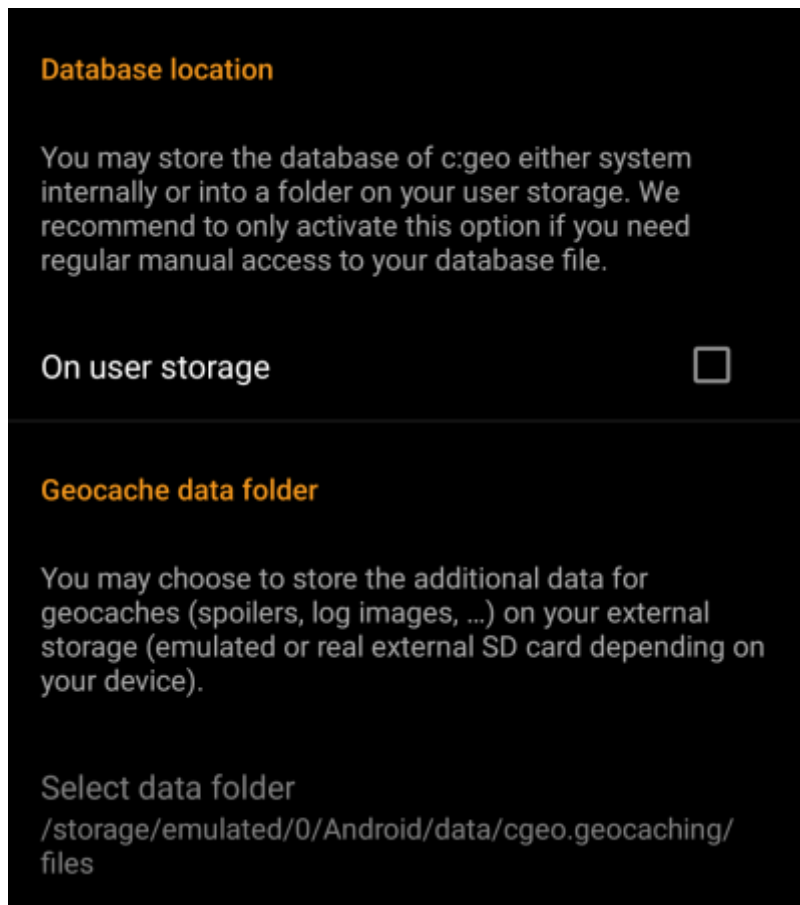 Database location
You may store the database of c:geo either system
internally or into a folder on your user storage. We
recommend to only activate this option if you need
regular manual access to your database file.
On user storage
Geocache data folder
You may choose to store the additional data for
geocaches (spoilers, log images, …) on your external
storage (emulated or real external SD card depending on
your device).
Select data folder
/storage/emulated/0/Android/data/cgeo.geocaching/
files